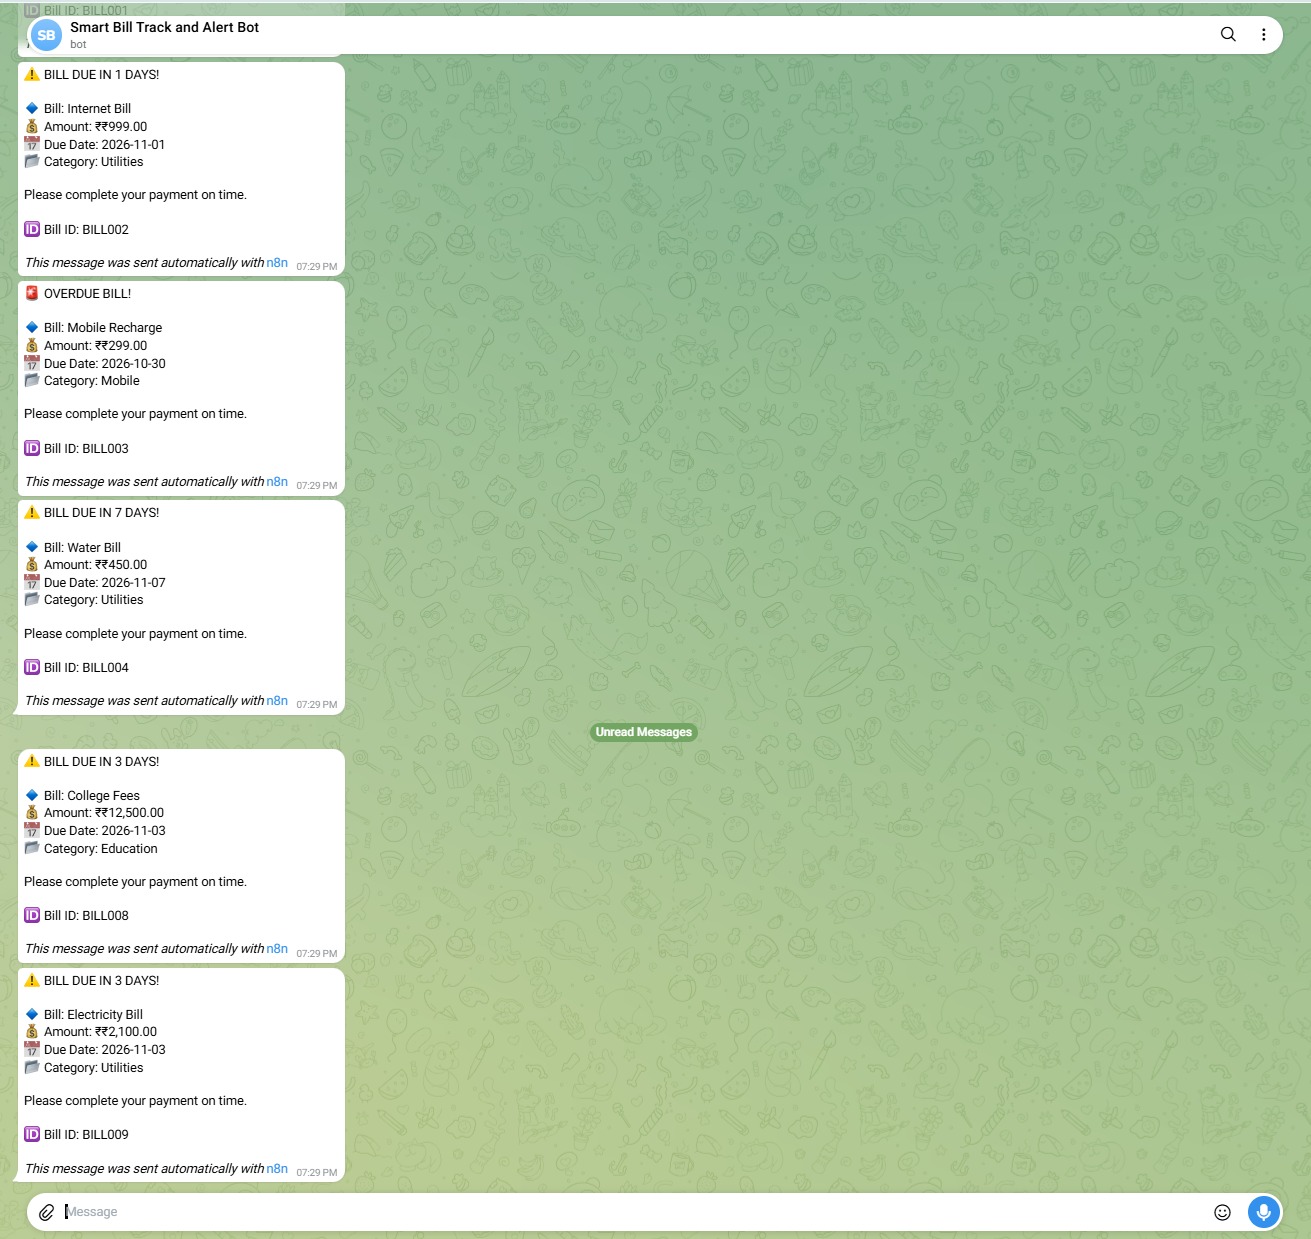 Bill ID: BILL001
SB
Smart Bill Track and Alert Bot
bot
⚠️ BILL DUE IN 1 DAYS!
🔷 Bill: Internet Bill
💰 Amount: ₹₹999.00
📅 Due Date: 2026-11-01
📂 Category: Utilities
Please complete your payment on time.
🆔 Bill ID: BILL002
This message was sent automatically with n8n 07:29 PM
🚨 OVERDUE BILL!
🔷 Bill: Mobile Recharge
💰 Amount: ₹₹299.00
📅 Due Date: 2026-10-30
📂 Category: Mobile
Please complete your payment on time.
🆔 Bill ID: BILL003
This message was sent automatically with n8n 07:29 PM
⚠️ BILL DUE IN 7 DAYS!
🔷 Bill: Water Bill
💰 Amount: ₹₹450.00
📅 Due Date: 2026-11-07
📂 Category: Utilities
Please complete your payment on time.
🆔 Bill ID: BILL004
This message was sent automatically with n8n 07:29 PM
Unread Messages
⚠️ BILL DUE IN 3 DAYS!
🔷 Bill: College Fees
💰 Amount: ₹₹12,500.00
📅 Due Date: 2026-11-03
📂 Category: Education
Please complete your payment on time.
🆔 Bill ID: BILL008
This message was sent automatically with n8n 07:29 PM
⚠️ BILL DUE IN 3 DAYS!
🔷 Bill: Electricity Bill
💰 Amount: ₹₹2,100.00
📅 Due Date: 2026-11-03
📂 Category: Utilities
Please complete your payment on time.
🆔 Bill ID: BILL009
This message was sent automatically with n8n 07:29 PM
Message